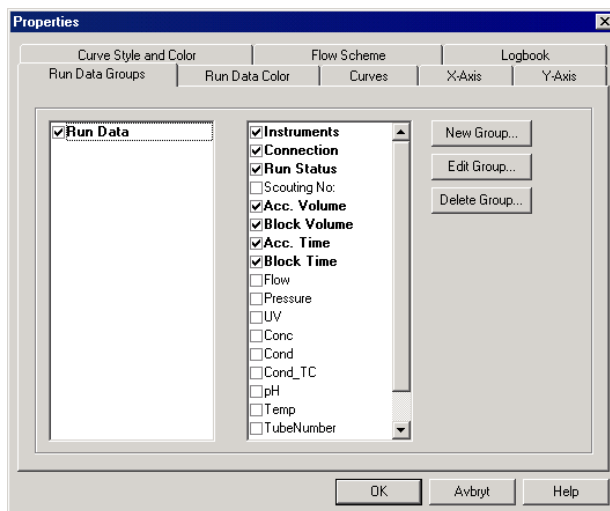 Properties
Curve Style and Color
Flow Scheme
Logbook
Run Data Groups
Run Data Color
Curves
X-Axis
Y-Axis
Run Data
Instruments
Connection
Run Status
Scouting No:
Acc. Volume
Block Volume
Acc. Time
Block Time
Flow
Pressure
UV
Conc
Cond
Cond_TC
pH
Temp
TubeNumber
New Group...
Edit Group...
Delete Group...
OK
Avbryt
Help